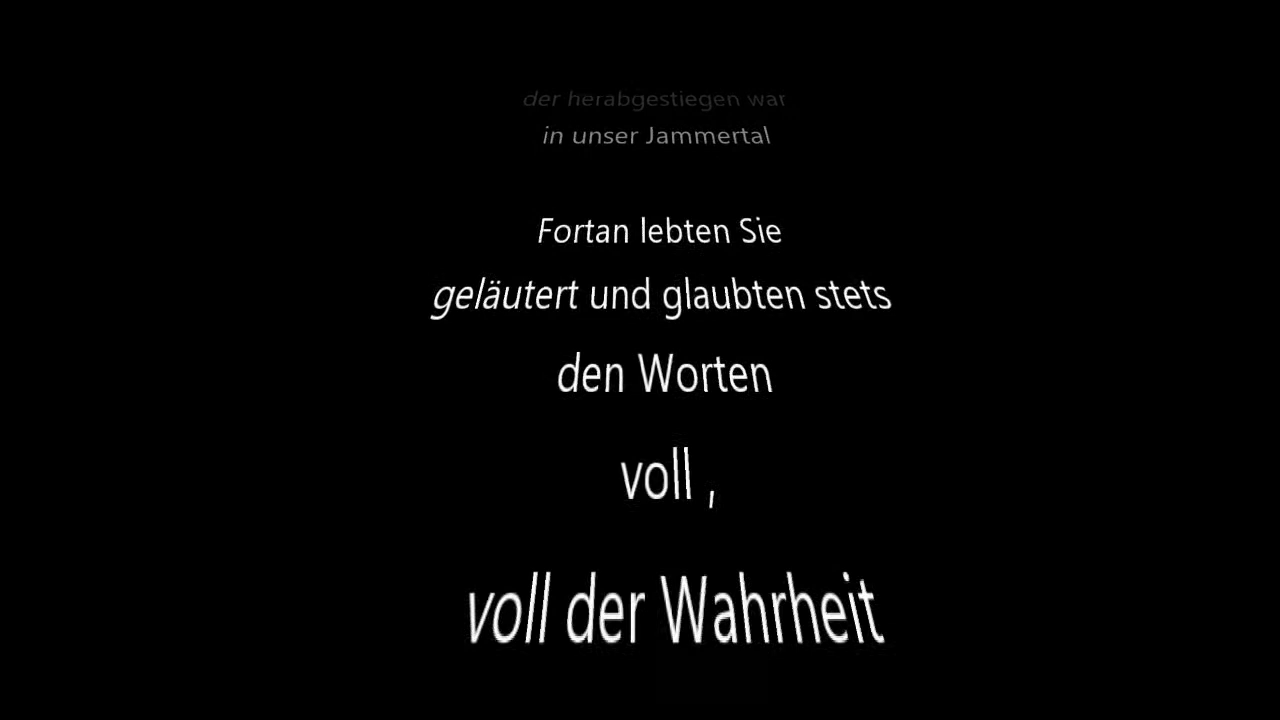 der herabgestiegen war
in unser Jammertal
Fortan lebten Sie
geläutert und glaubten stets
den Worten
voll ,
voll der Wahrheit